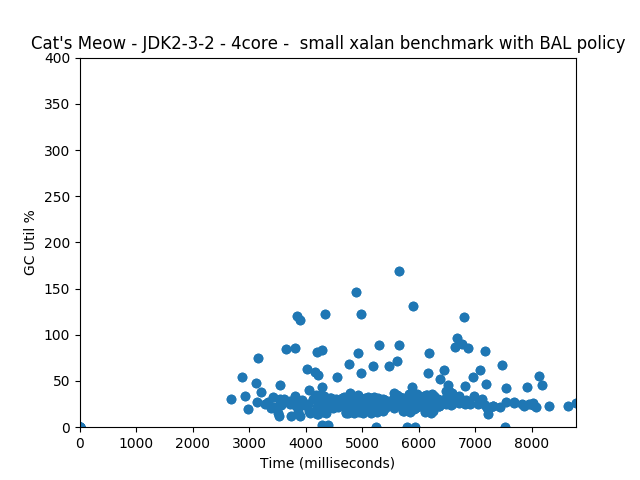 Cat's Meow - JDK2-3-2 - 4core -  small xalan benchmark with BAL policy
400
350
300
250
200
150
100
50
0
GC Util %
0 1000 2000 3000 4000 5000 6000 7000 8000
Time (milliseconds)